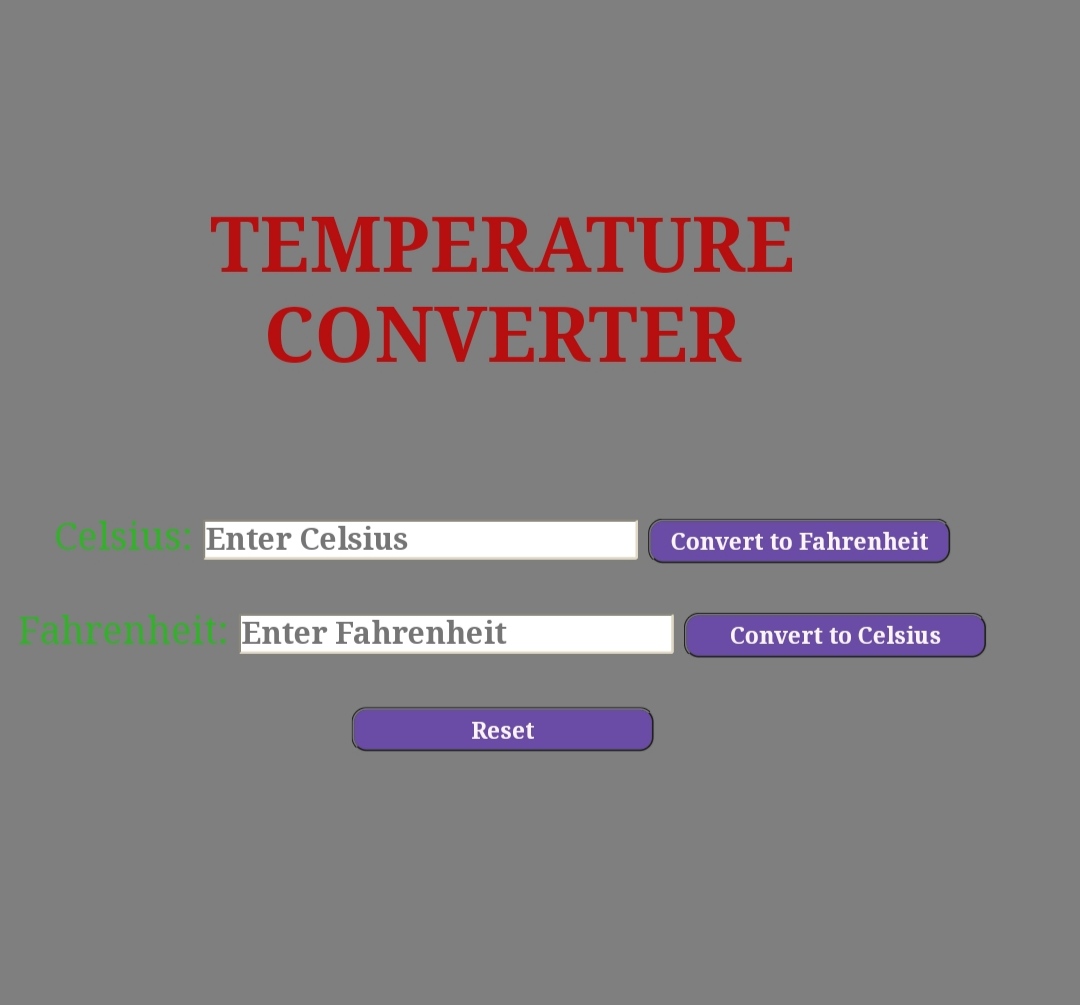 TEMPERATURE
CONVERTER
Celsius: Enter Celsius Convert to Fahrenheit
Fahrenheit: Enter Fahrenheit Convert to Celsius
Reset